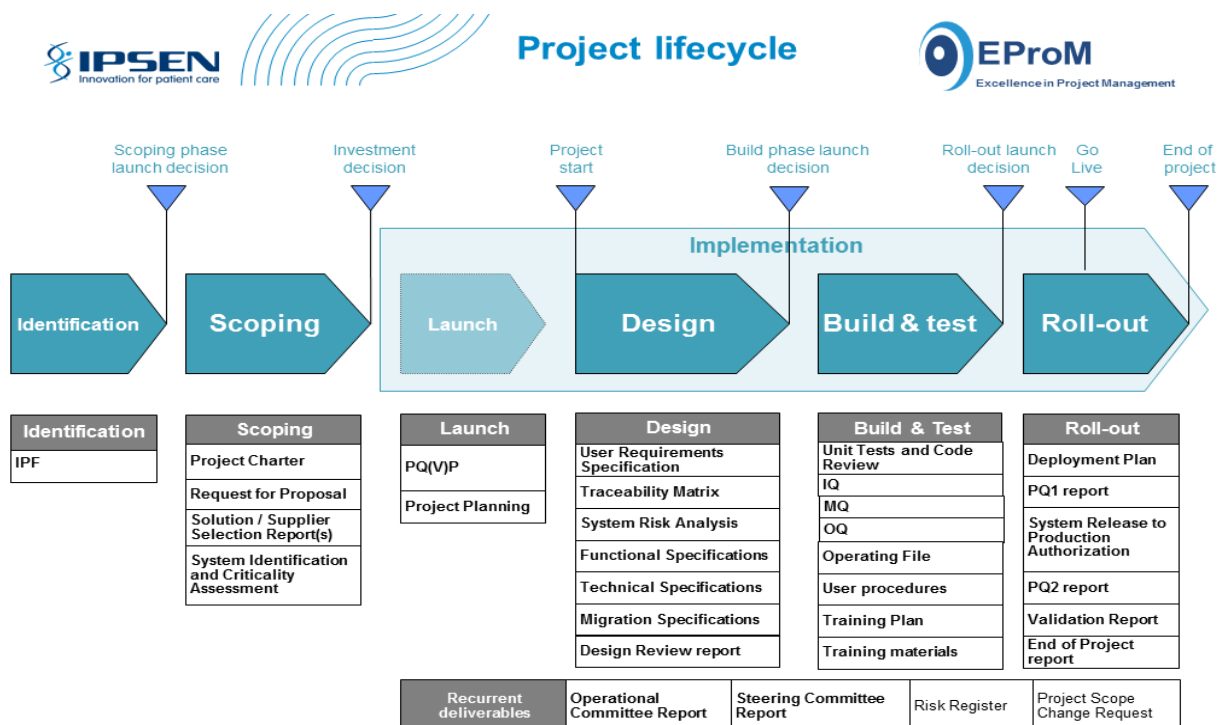 IPSEN
Innovation for patient care
Project lifecycle
EProM
Excellence in Project Management
Scoping phase
launch decision
Investment
decision
Project
start
Build phase launch
decision
Roll-out launch
decision
Go
Live
End of
project
Implementation
Identification
Scoping
Launch
Design
Build & test
Roll-out
Identification
IPF
Scoping
Project Charter
Request for Proposal
Solution / Supplier
Selection Report(s)
System Identification
and Criticality
Assessment
Launch
PQ(V)P
Project Planning
Design
User Requirements
Specification
Traceability Matrix
System Risk Analysis
Functional Specifications
Technical Specifications
Migration Specifications
Design Review report
Build & Test
Unit Tests and Code
Review
IQ
MQ
OQ
Operating File
User procedures
Training Plan
Training materials
Roll-out
Deployment Plan
PQ1 report
System Release to
Production
Authorization
PQ2 report
Validation Report
End of Project
report
Recurrent
deliverables
Operational
Committee Report
Steering Committee
Report
Risk Register
Project Scope
Change Request